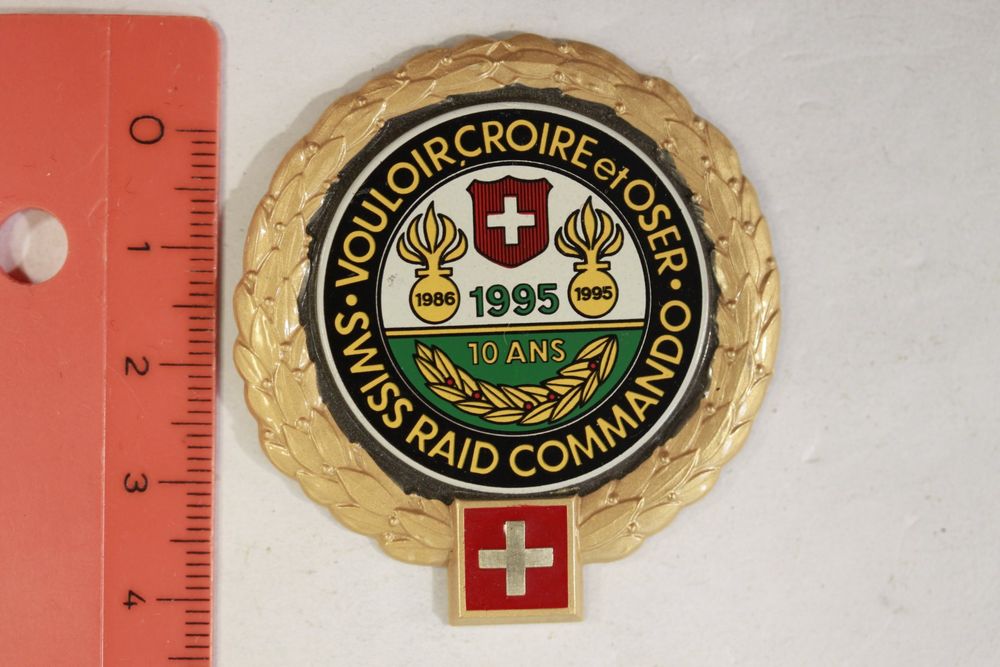 VOULOIR, CROIRE et OSER
1986
1995
1995
10 ANS
• SWISS RAID COMMANDO •
0
1
2
3
4